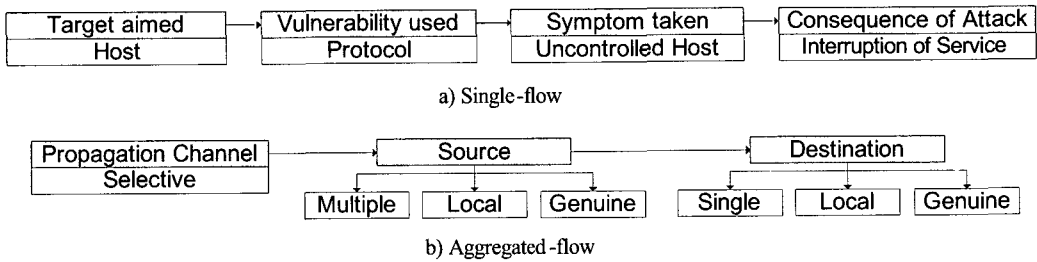 Target aimed
Host
Vulnerability used
Protocol
Symptom taken
Uncontrolled Host
Consequence of Attack
Interruption of Service
a) Single-flow
Propagation Channel
Selective
Source
Destination
Multiple
Local
Genuine
Single
Local
Genuine
b) Aggregated-flow